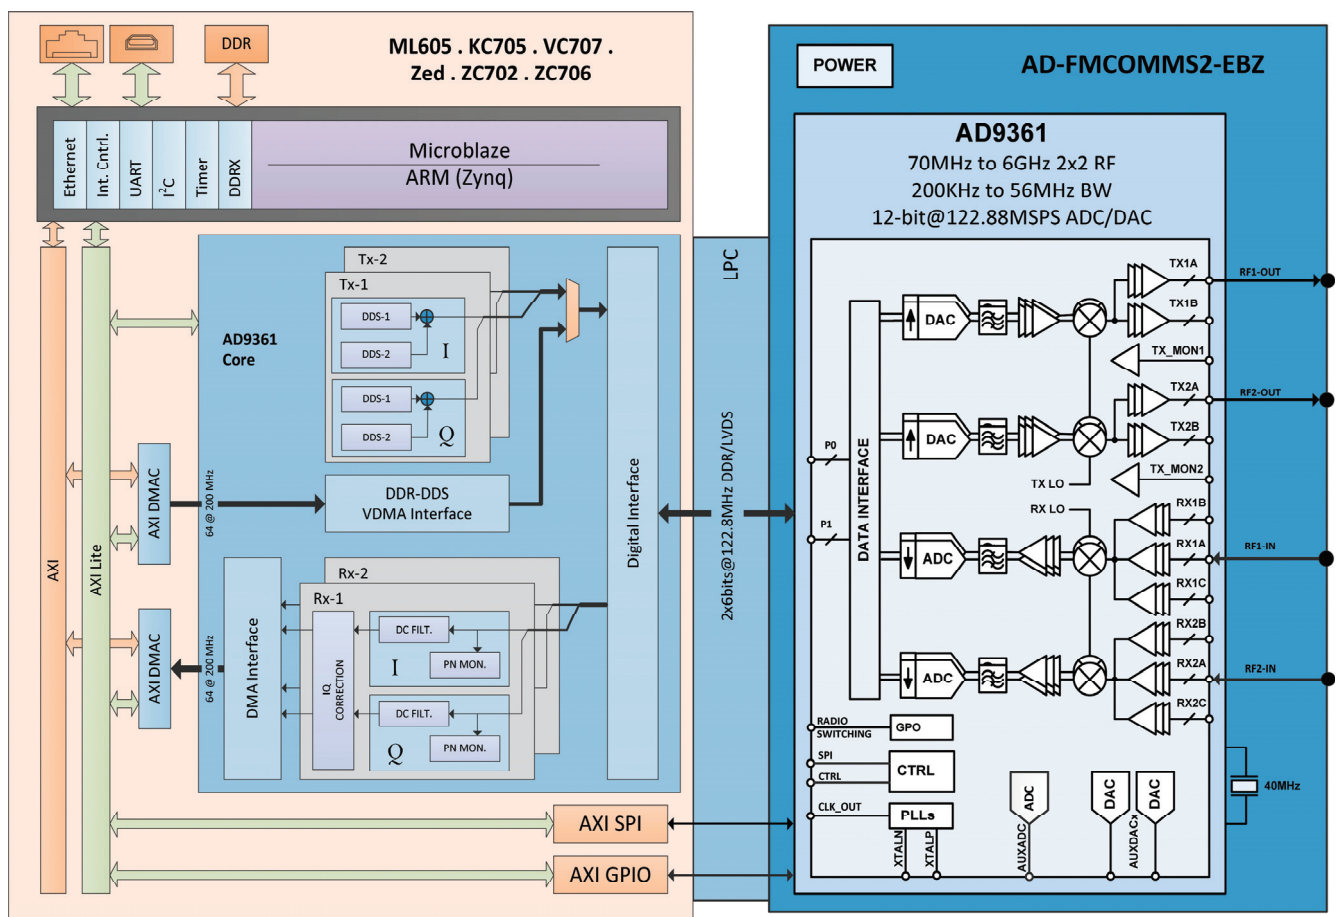 DDR
ML605 . KC705 . VC707 .
Zed . ZC702 . ZC706
Ethernet
Int. Cntrl.
UART
I²C
Timer
DDRX
Microblaze
ARM (Zynq)
AXI
AXI Lite
AD9361
Core
Tx-2
Tx-1
DDS-1
DDS-2
I
DDS-1
DDS-2
Q
AXI DMAC
64 @ 200 MHz
DDR-DDS
VDMA Interface
Digital Interface
AXI DMAC
64 @ 200 MHz
DMA Interface
Rx-2
Rx-1
IQ
CORRECTION
DC FILT.
PN MON.
I
DC FILT.
PN MON.
Q
AXI SPI
AXI GPIO
LPC
2x6bits@122.8MHz DDR/LVDS
POWER
AD-FMCOMMS2-EBZ
AD9361
70MHz to 6GHz 2x2 RF
200KHz to 56MHz BW
12-bit@122.88MSPS ADC/DAC
P0
P1
DATA INTERFACE
DAC
TX1A
RF1-OUT
TX1B
TX_MON1
DAC
TX2A
RF2-OUT
TX2B
TX_MON2
TX LO
RX LO
RX1B
ADC
RX1A
RF1-IN
RX1C
RX2B
ADC
RX2A
RF2-IN
RX2C
RADIO
SWITCHING
GPO
SPI
CTRL
CTRL
CLK_OUT
PLLs
XTALN
XTALP
ADC
AUXADC
DAC
AUXDACx
DAC
40MHz